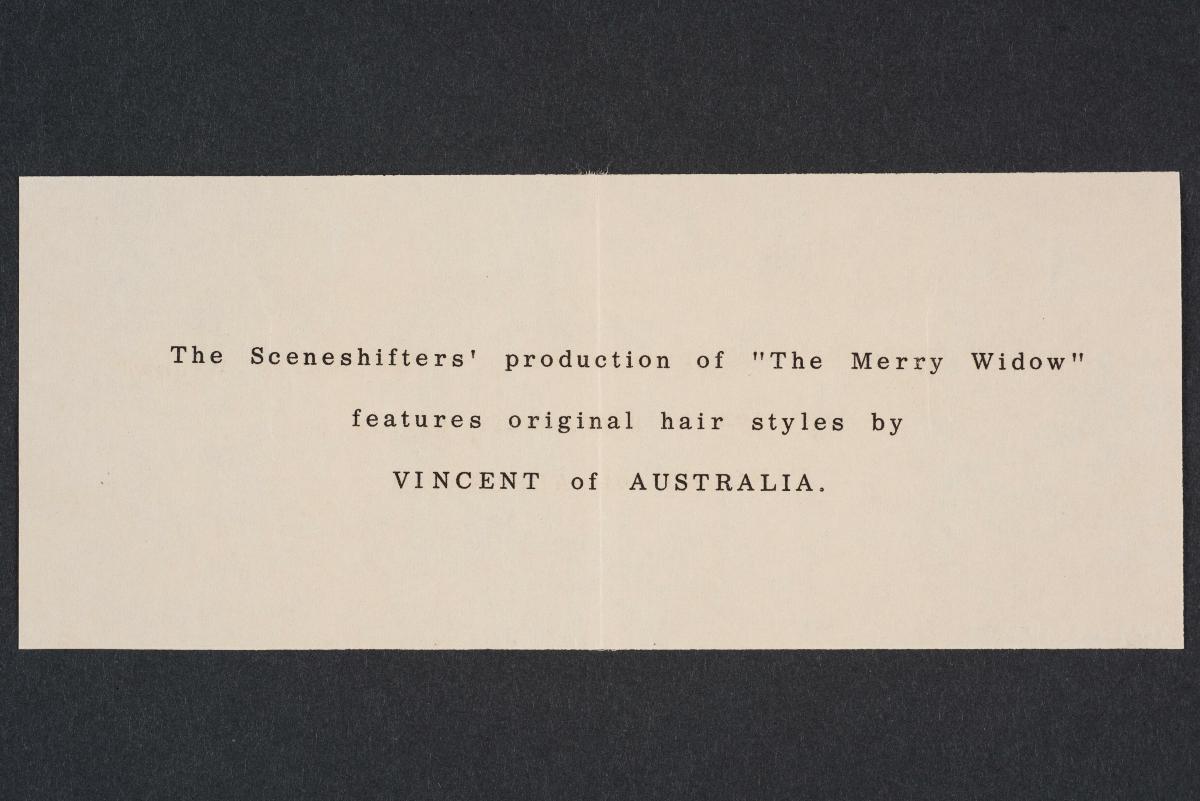 The Sceneshifters' production of "The Merry Widow"
features original hair styles by
VINCENT of AUSTRALIA.